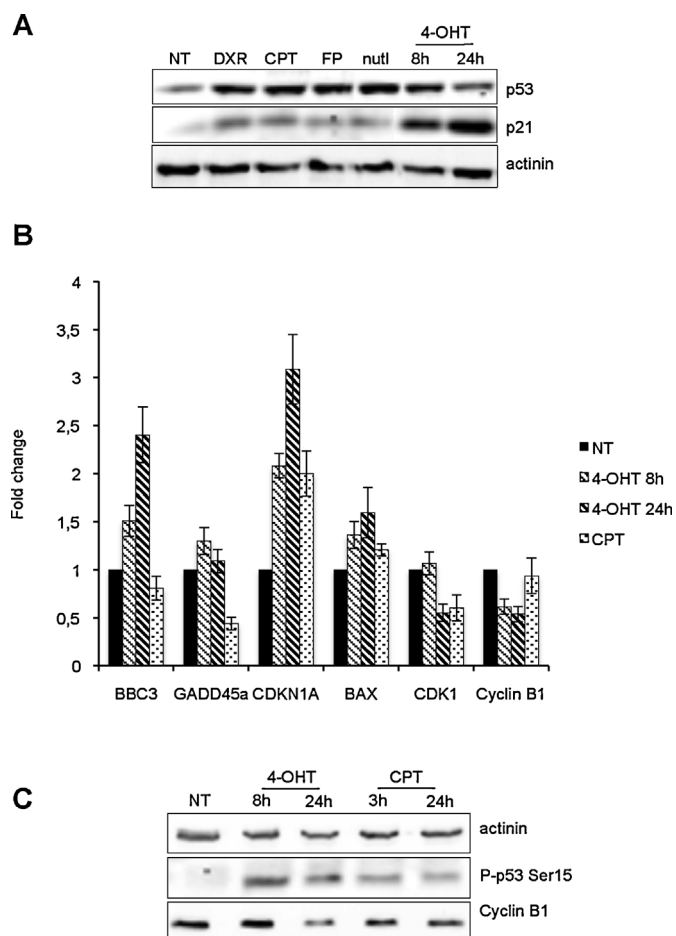 A
4-OHT
NT DXR CPT FP nutl 8h 24h
p53
p21
actinin
B
4
3,5
3
2,5
2
1,5
1
0,5
0
Fold change
BBC3 GADD45a CDKN1A BAX CDK1 Cyclin B1
NT
4-OHT 8h
4-OHT 24h
CPT
C
4-OHT CPT
NT 8h 24h 3h 24h
actinin
P-p53 Ser15
Cyclin B1